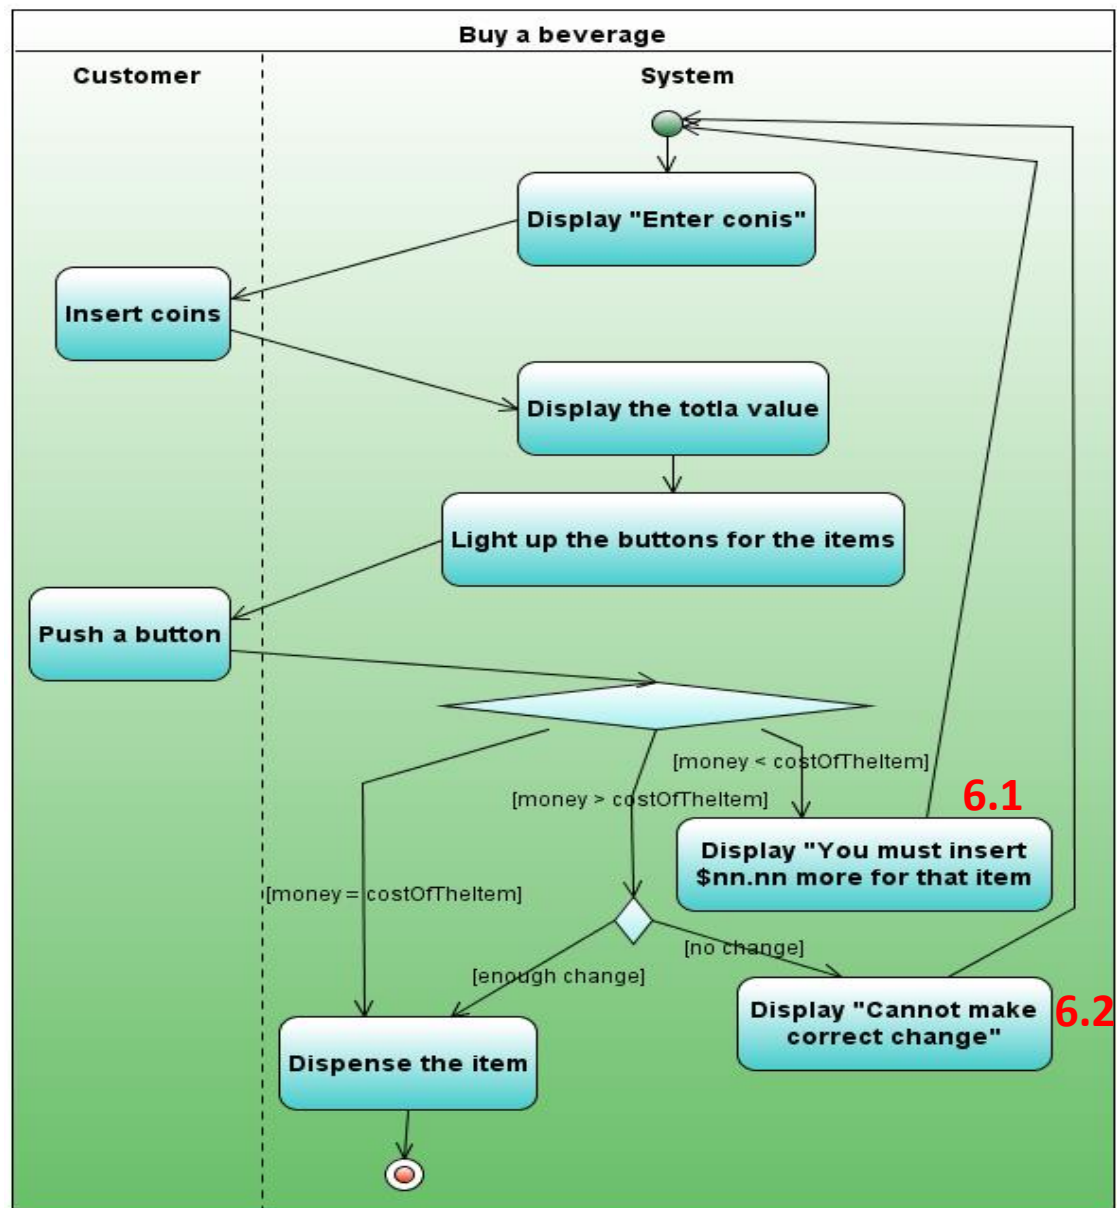 Buy a beverage
Customer
System
Display "Enter conis"
Insert coins
Display the totla value
Light up the buttons for the items
Push a button
[money < costOfTheItem]
[money > costOfTheItem]
6.1
Display "You must insert
$nn.nn more for that item
[money = costOfTheItem]
[no change]
[enough change]
Display "Cannot make
correct change"
6.2
Dispense the item